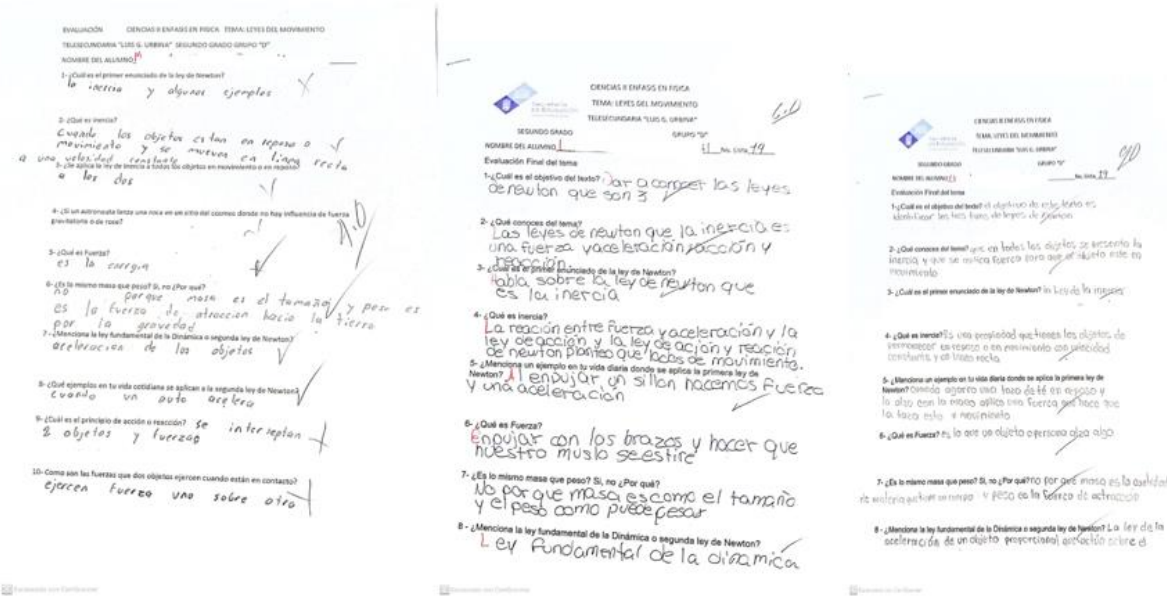 EVALUACIÓN CIENCIAS II ENFASIS EN FISICA TEMA: LEYES DEL MOVIMIENTO
TELESECUNDARIA "LUIS G. URBINA" SEGUNDO GRADO GRUPO "D"
NOMBRE DEL ALUMNO:
1- ¿Cuál es el primer enunciado de la ley de Newton?
la inercia y algunos ejemplos
2- ¿Qué es inercia?
Cuando los objetos estan en reposo o
movimiento y se mueven en linea recta
a una velocidad constante
3- ¿Se aplica la ley de inercia a todos los objetos en movimiento o en reposo?
a los dos
4- ¿Si un astronauta lanza una roca en un sitio del cosmos donde no hay influencia de fuerza
gravitatoria o de roce?
5- ¿Qué es Fuerza?
es la energia
6- ¿Es lo mismo masa que peso? Si, no ¿Por qué?
no porque masa es el tamaño y peso es
es la fuerza de atraccion hacia la tierra
por la gravedad
7- ¿Menciona la ley fundamental de la Dinámica o segunda ley de Newton?
aceleracion de los objetos
8- ¿Qué ejemplos en tu vida cotidiana se aplican a la segunda ley de Newton?
cuando un auto acelera
9- ¿Cuál es el principio de acción o reacción? se interseptan
2 objetos y fuerzas
10- Como son las fuerzas que dos objetos ejercen cuando están en contacto?
ejercen fuerza uno sobre otro
CIENCIAS II ENFASIS EN FISICA
TEMA: LEYES DEL MOVIMIENTO
TELESECUNDARIA "LUIS G. URBINA"
SEGUNDO GRADO GRUPO "D"
6.0
NOMBRE DEL ALUMNO No. Lista 19
Evaluación Final del tema
1-¿Cuál es el objetivo del texto? Dar a conocer las leyes
de newton que son 3
2- ¿Qué conoces del tema?
Las leyes de newton que la inercia es
una fuerza y aceleración y acción y
reacción.
3- ¿Cuál es el primer enunciado de la ley de Newton?
Habla sobre la ley de newton que
es la inercia
4- ¿Qué es inercia?
La reación entre fuerza y aceleración y la
ley de acción y la ley de ación y reación
de newton planteo que de movimiento.
5- ¿Menciona un ejemplo en tu vida diaria donde se aplica la primera ley de
Newton? Al enpujar un sillon hacemos fuerza
y una aceleración
6- ¿Qué es Fuerza?
enpujar con los brazos y hacer que
nuestro muslo se estire
7- ¿Es lo mismo masa que peso? Si, no ¿Por qué?
No por que masa es como el tamaño
y el peso como puede pesar
8 - ¿Menciona la ley fundamental de la Dinámica o segunda ley de Newton?
Ley fundamental de la dinamica
CIENCIAS II ENFASIS EN FISICA
TEMA: LEYES DEL MOVIMIENTO
TELESECUNDARIA "LUIS G. URBINA"
SEGUNDO GRADO GRUPO "D"
NOMBRE DEL ALUMNO No. Lista 19
Evaluación Final del tema
1-¿Cuál es el objetivo del texto? el objetivo de este texto es
identificar los tres tipos de leyes de Newton
2- ¿Qué conoces del tema? que en todos los objetos se presenta la
inercia y que se aplica fuerza para que el objeto este en
movimiento
3- ¿Cuál es el primer enunciado de la ley de Newton? la Ley de la inercia
4- ¿Qué es inercia? Es una propiedad que tienen los objetos de
permanecer en reposo o en movimiento con velocidad
constante y en linea recta
5- ¿Menciona un ejemplo en tu vida diaria donde se aplica la primera ley de
Newton? Cuando agarro una taza de té en reposo y
la alzo con la mano aplico una fuerza que hace que
la taza este movimiento
6- ¿Qué es Fuerza? es lo que un objeto o persona alza algo
7- ¿Es lo mismo masa que peso? Si, no ¿Por qué? no por que masa es la cantidad
de materia y peso es la fuerza de actraccion
8 - ¿Menciona la ley fundamental de la Dinámica o segunda ley de Newton? La ley de la
aceleración de un objeto proporcional que sobre el